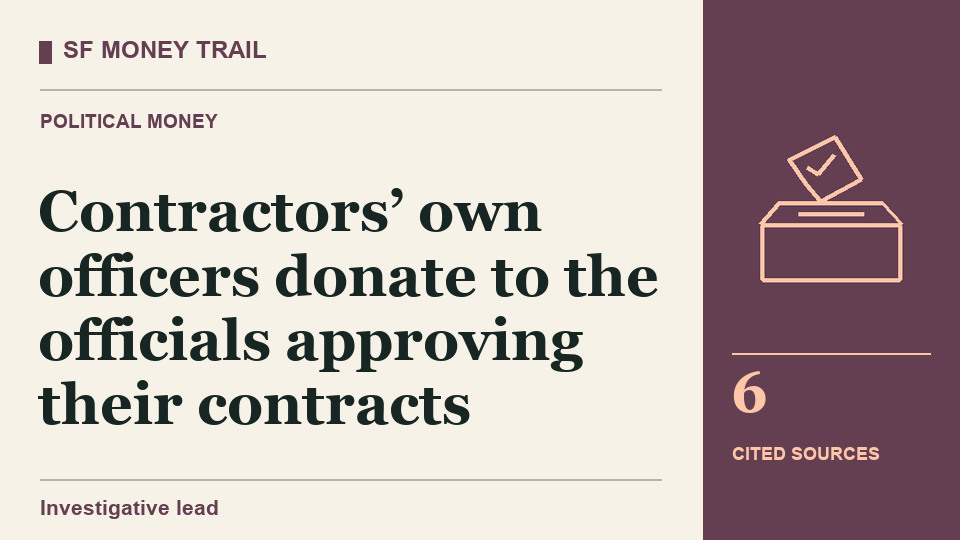 SF MONEY TRAIL
POLITICAL MONEY
Contractors’ own
officers donate to the
officials approving
their contracts
Investigative lead
6
CITED SOURCES